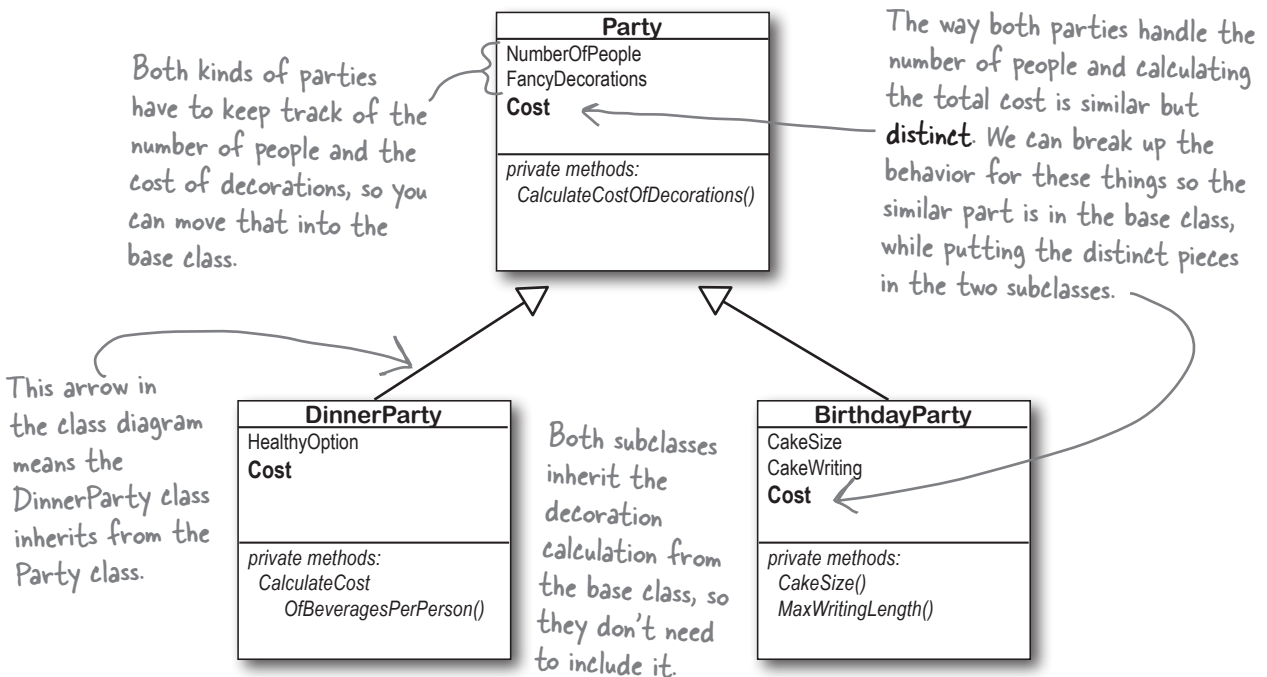 Party
NumberOfPeople
FancyDecorations
Cost
private methods:
CalculateCostOfDecorations()
Both kinds of parties
have to keep track of the
number of people and the
cost of decorations, so you
can move that into the
base class.
The way both parties handle the
number of people and calculating
the total cost is similar but
distinct. We can break up the
behavior for these things so the
similar part is in the base class,
while putting the distinct pieces
in the two subclasses.
This arrow in
the class diagram
means the
DinnerParty class
inherits from the
Party class.
DinnerParty
HealthyOption
Cost
private methods:
CalculateCost
OfBeveragesPerPerson()
Both subclasses
inherit the
decoration
calculation from
the base class, so
they don't need
to include it.
BirthdayParty
CakeSize
CakeWriting
Cost
private methods:
CakeSize()
MaxWritingLength()